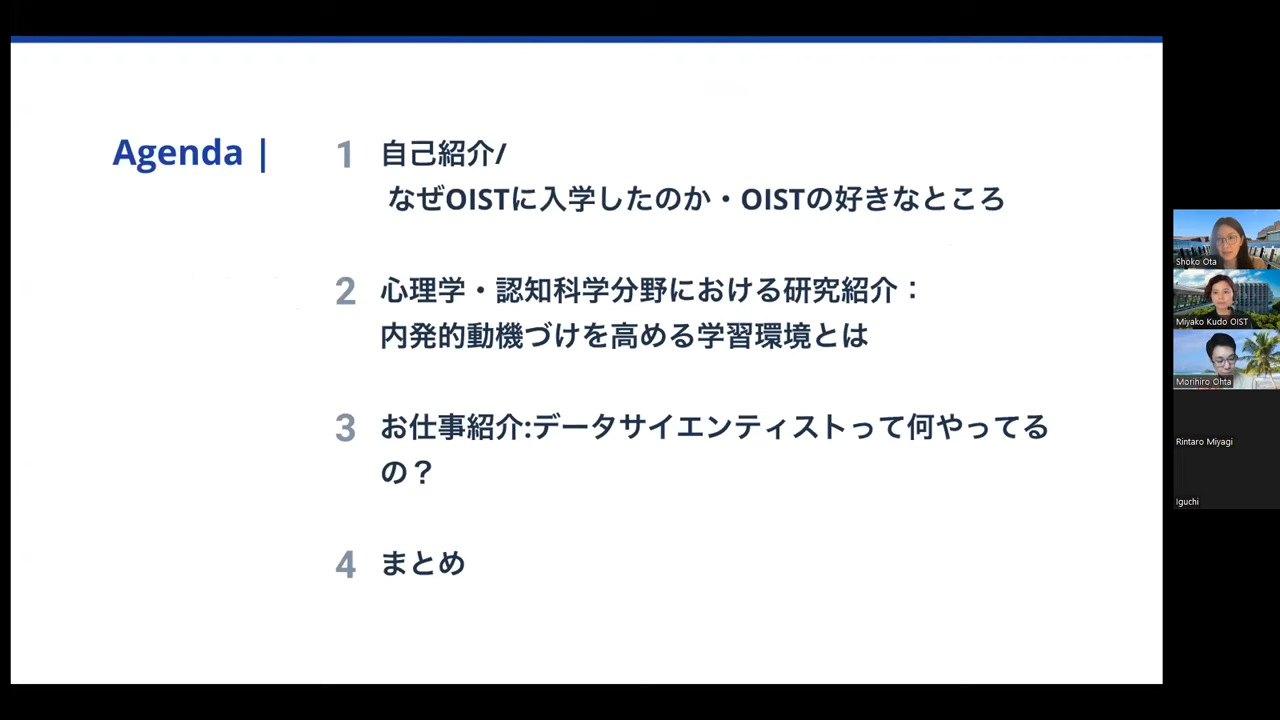 Agenda |
1 自己紹介/
なぜOISTに入学したのか・OISTの好きなところ
2 心理学・認知科学分野における研究紹介：
内発的動機づけを高める学習環境とは
3 お仕事紹介:データサイエンティストって何やってる
の？
4 まとめ
Shoko Ota
Miyako Kudo OIST
Morihiro Ohta
Rintaro Miyagi
Iguchi